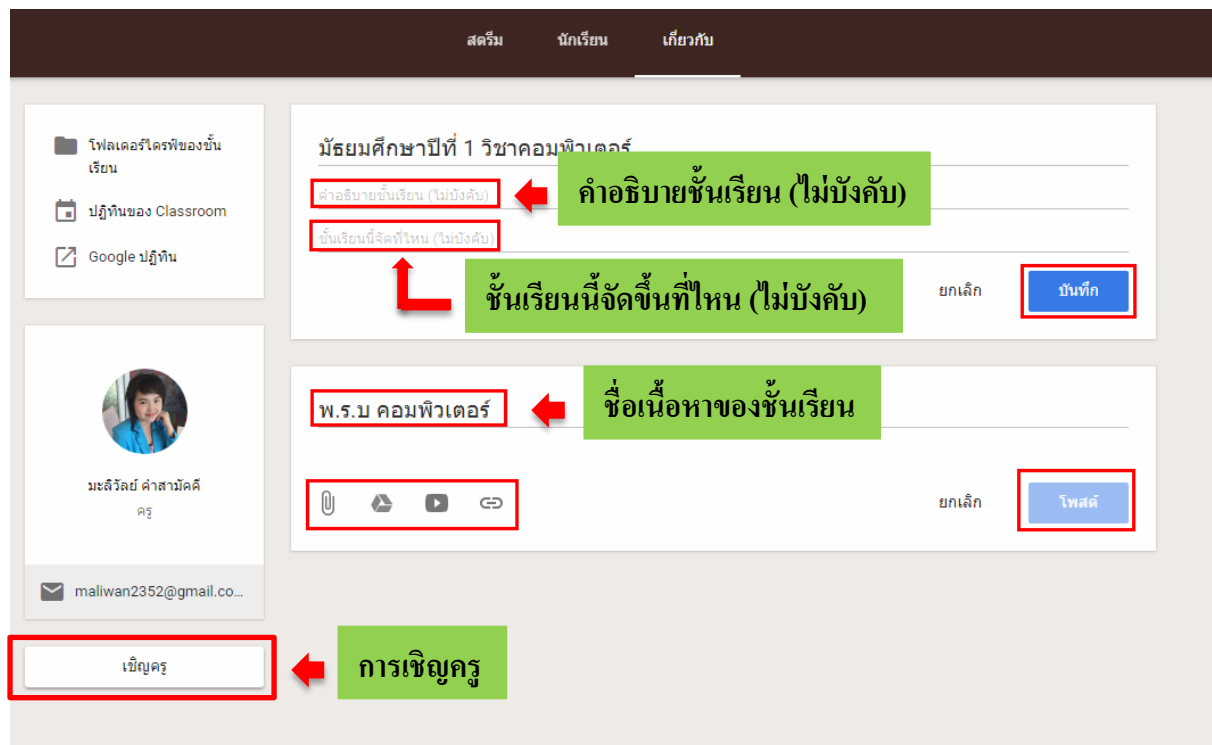 สตรีม นักเรียน เกี่ยวกับ
โฟลเดอร์ไดรฟ์ของชั้น
เรียน
ปฏิทินของ Classroom
Google ปฏิทิน
มัธยมศึกษาปีที่ 1 วิชาคอมพิวเตอร์
คำอธิบายชั้นเรียน (ไม่บังคับ)
คำอธิบายชั้นเรียน (ไม่บังคับ)
ชั้นเรียนนี้จัดที่ไหน (ไม่บังคับ)
ชั้นเรียนนี้จัดขึ้นที่ไหน (ไม่บังคับ)
ยกเลิก บันทึก
พ.ร.บ คอมพิวเตอร์
ชื่อเนื้อหาของชั้นเรียน
ยกเลิก โพสต์
มะลิวัลย์ คำสามัคคี
ครู
maliwan2352@gmail.co...
เชิญครู
การเชิญครู